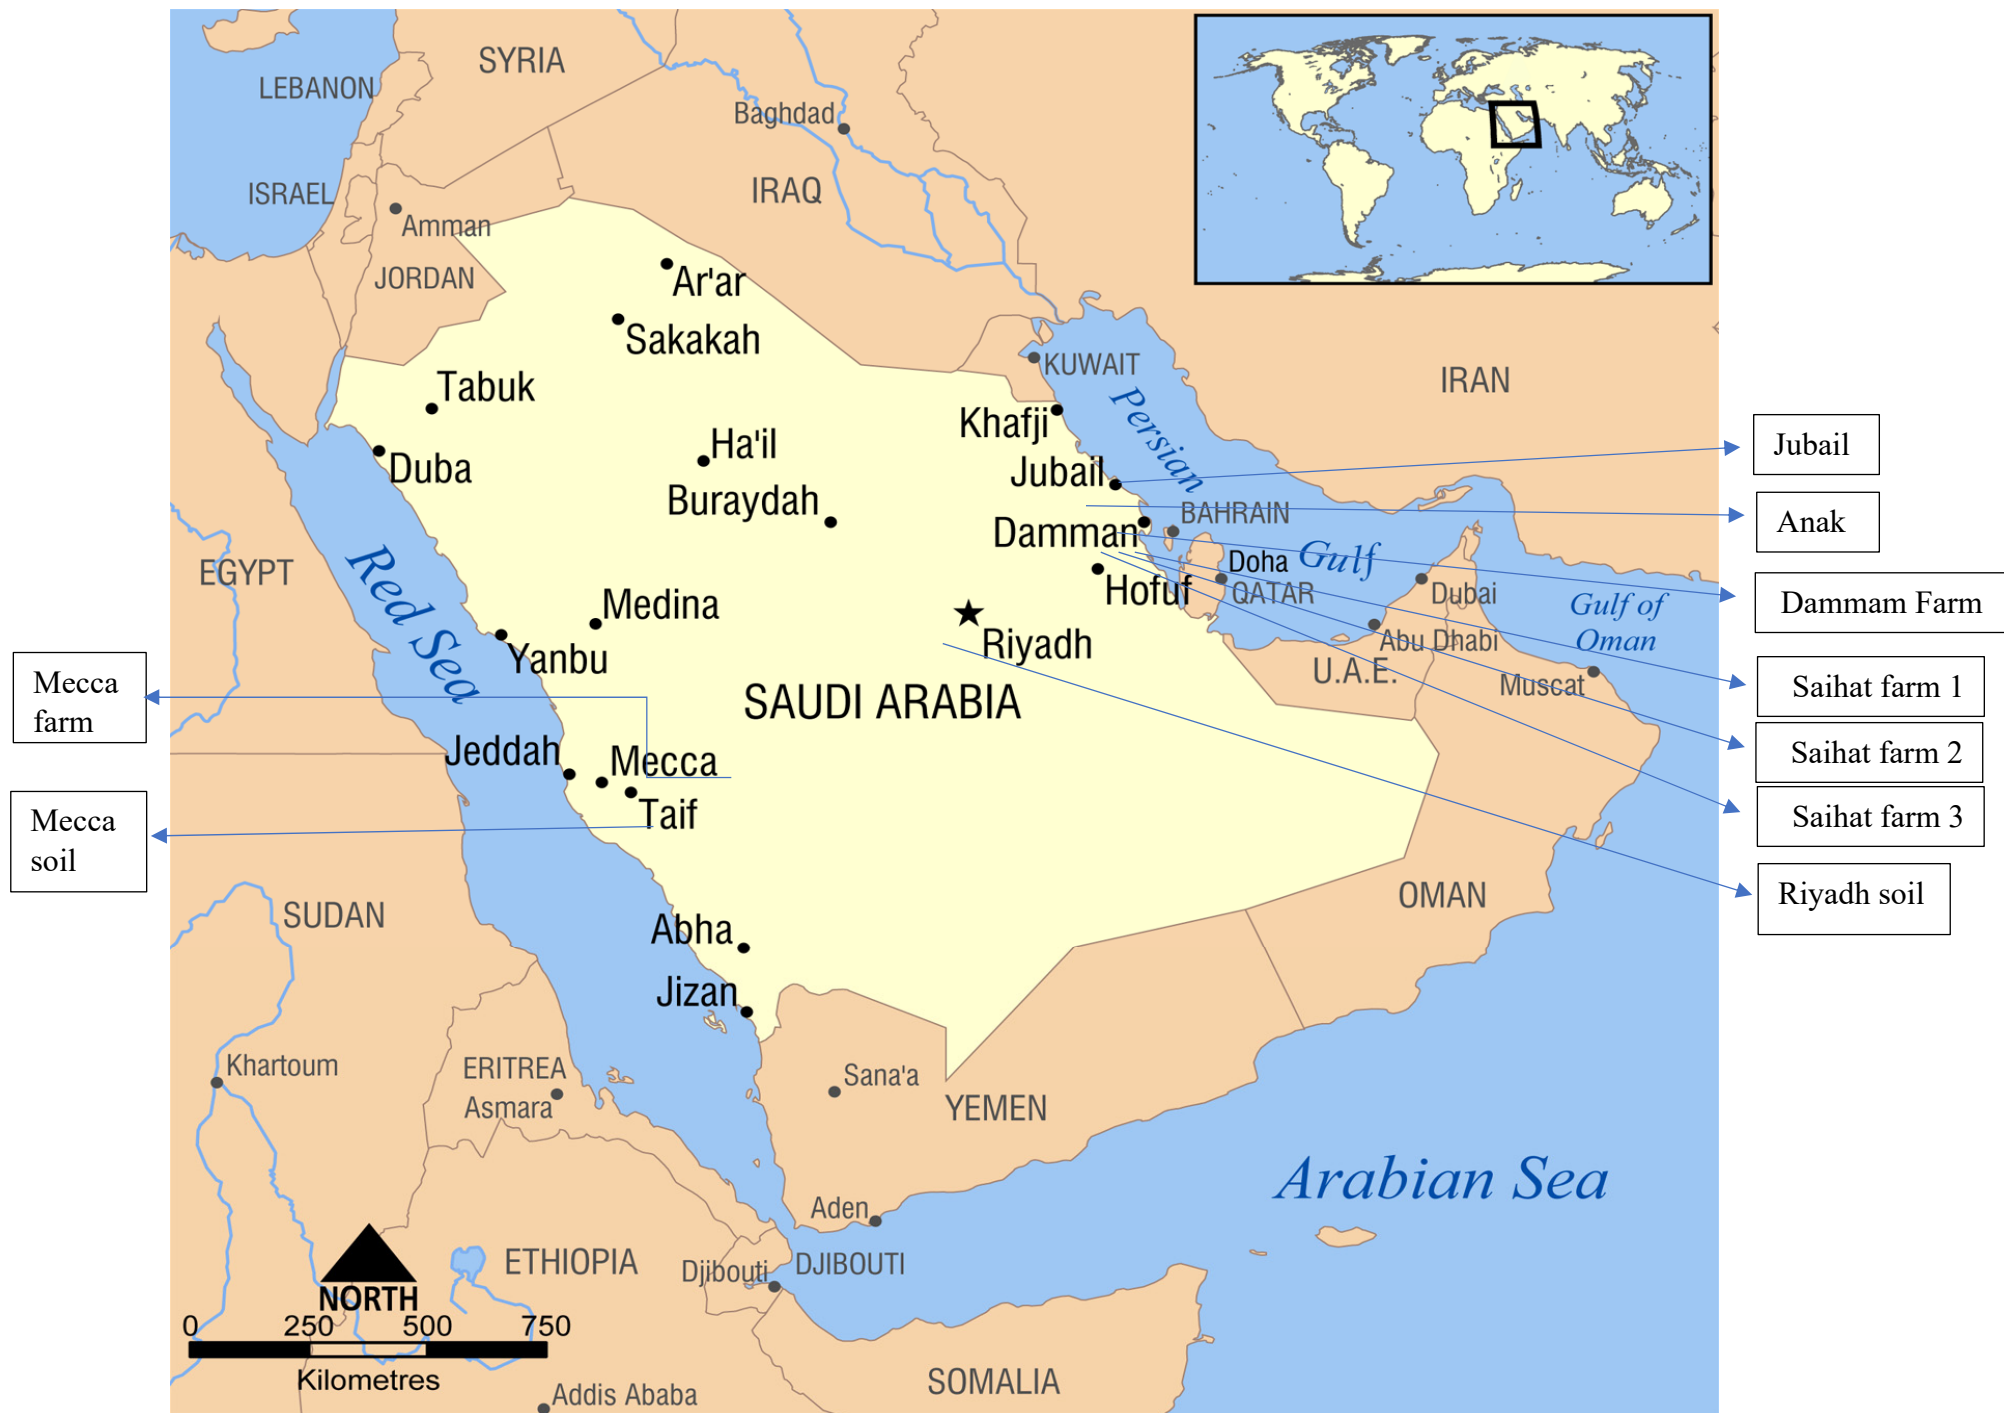 SYRIA
LEBANON
Baghdad
ISRAEL
IRAQ
Amman
JORDAN
Ar'ar
Sakakah
KUWAIT
IRAN
Tabuk
Khafji
Persian
Gulf
Jubail
Ha'il
Duba
Jubail
Buraydah
BAHRAIN
Anak
Damman
EGYPT
Red Sea
Doha
QATAR
Hofuf
Dubai
Gulf of
Oman
Dammam Farm
Medina
Riyadh
Abu Dhabi
Yanbu
U.A.E.
Muscat
Mecca
farm
Saihat farm 1
SAUDI ARABIA
Jeddah
Mecca
Saihat farm 2
Taif
Mecca
soil
Saihat farm 3
Riyadh soil
OMAN
SUDAN
Abha
Jizan
Khartoum
ERITREA
Asmara
Sana'a
YEMEN
Arabian Sea
Aden
ETHIOPIA
Djibouti
DJIBOUTI
NORTH
0 250 500 750
Kilometres
SOMALIA
Addis Ababa